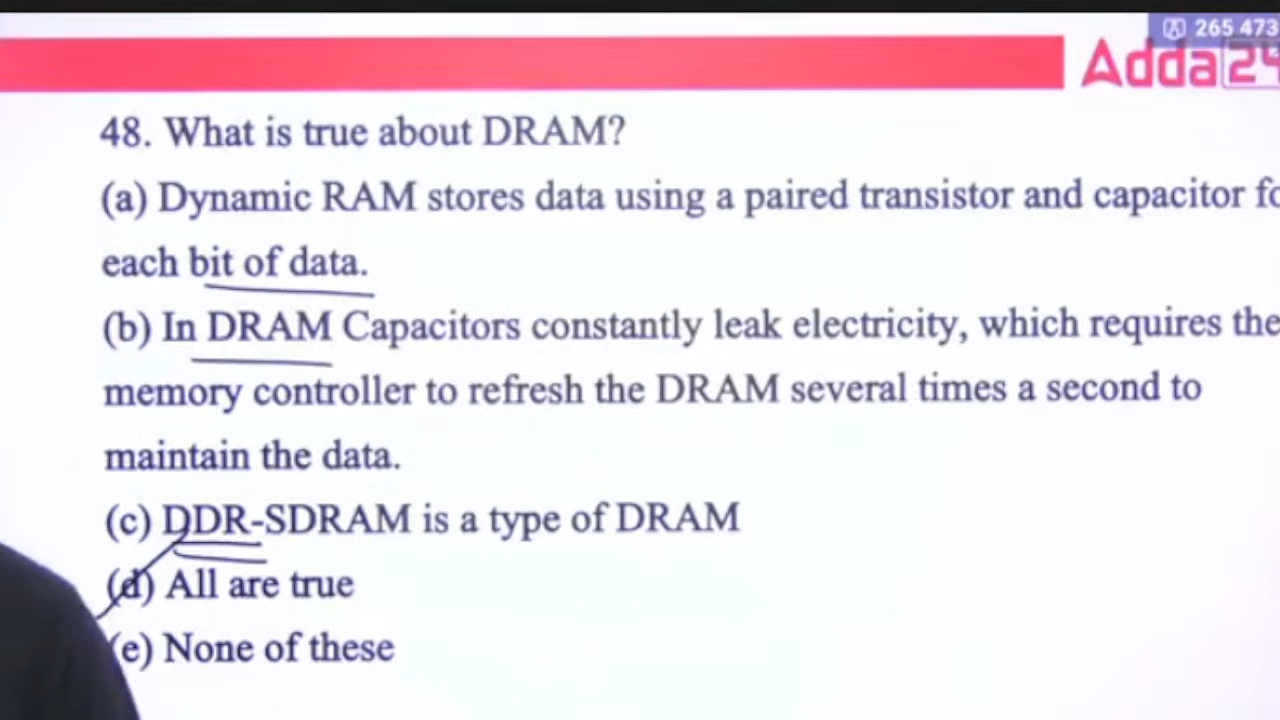 265 473
Adda24
48. What is true about DRAM?
(a) Dynamic RAM stores data using a paired transistor and capacitor
each bit of data.
(b) In DRAM Capacitors constantly leak electricity, which requires the
memory controller to refresh the DRAM several times a second to
maintain the data.
(c) DDR-SDRAM is a type of DRAM
(d) All are true
(e) None of these